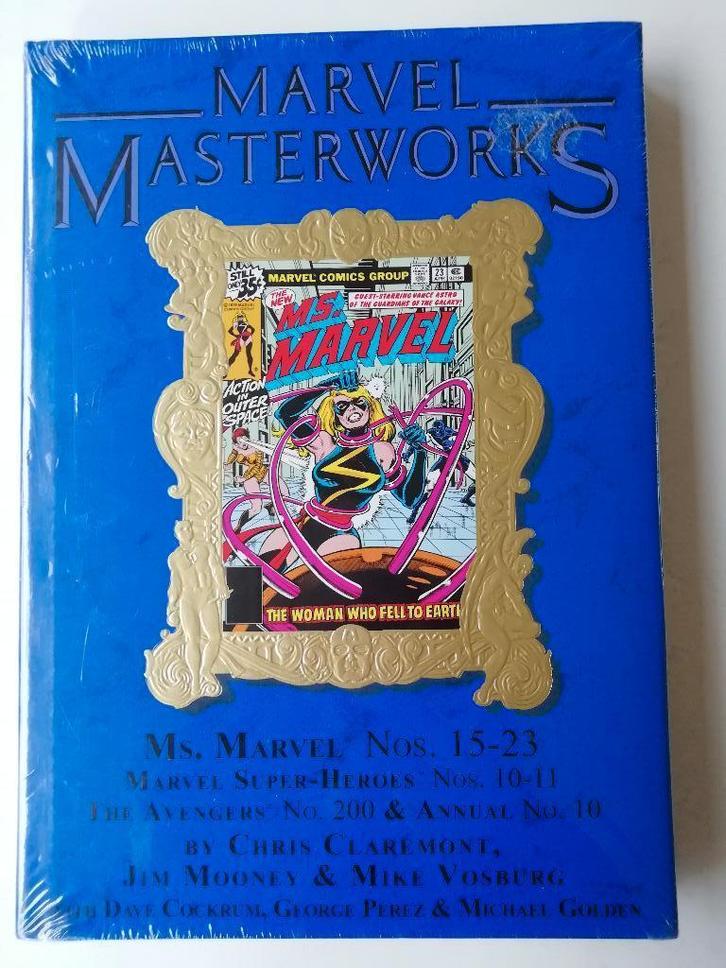 MARVEL
MASTERWORKS
STILL
ONLY 35¢
MARVEL COMICS GROUP
23
THE
NEW
GUEST-STARRING VANCE ASTRO
OF THE GUARDIANS OF THE GALAXY!
MS.
MARVEL
ACTION
IN
OUTER
SPACE
THE WOMAN WHO FELL TO EARTH
MS. MARVEL NOS. 15-23
MARVEL SUPER-HEROES NOS. 10-11
THE AVENGERS NO. 200 & ANNUAL NO. 10
BY CHRIS CLAREMONT,
JIM MOONEY & MIKE VOSBURG
WITH DAVE COCKRUM, GEORGE PEREZ & MICHAEL GOLDEN